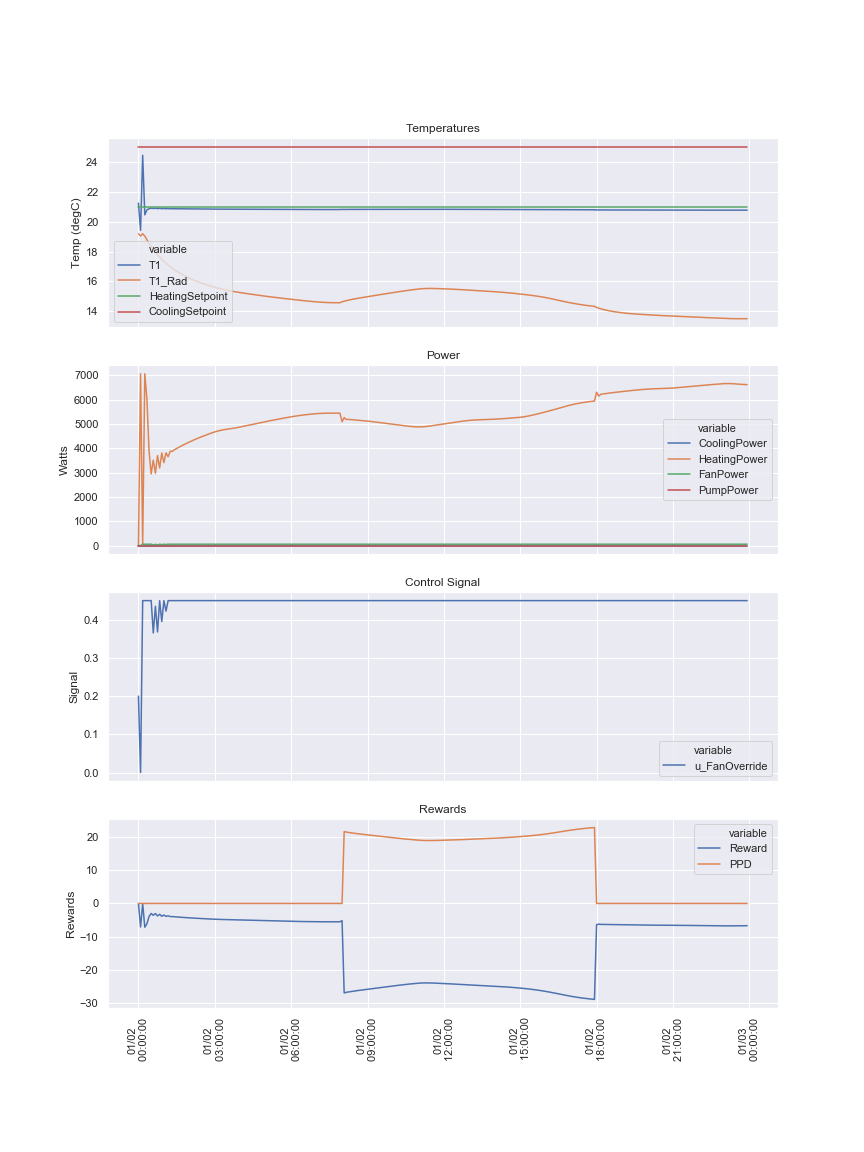 Temperatures
24
22
20
18
16
14
Temp (degC)
variable
T1
T1_Rad
HeatingSetpoint
CoolingSetpoint
Power
7000
6000
5000
4000
3000
2000
1000
0
Watts
variable
CoolingPower
HeatingPower
FanPower
PumpPower
Control Signal
0.4
0.3
0.2
0.1
0.0
Signal
variable
u_FanOverride
Rewards
20
10
0
−10
−20
−30
Rewards
variable
Reward
PPD
01/02
00:00:00
01/02
03:00:00
01/02
06:00:00
01/02
09:00:00
01/02
12:00:00
01/02
15:00:00
01/02
18:00:00
01/02
21:00:00
01/03
00:00:00